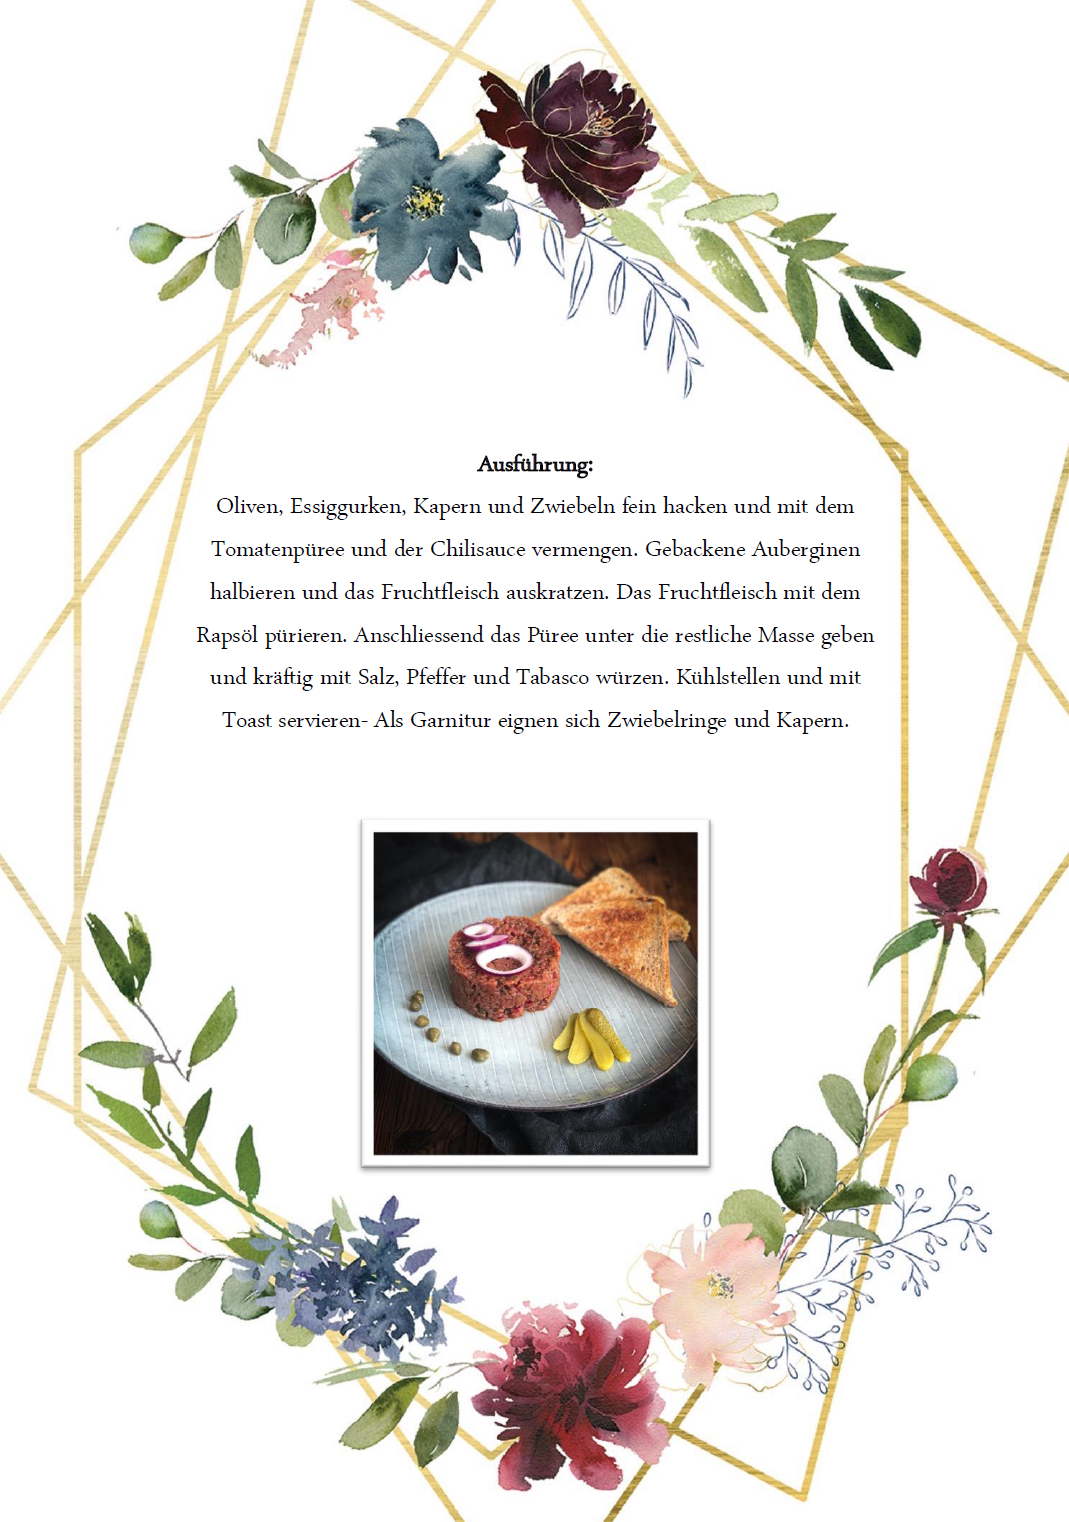 Ausführung:
Oliven, Essiggurken, Kapern und Zwiebeln fein hacken und mit dem
Tomatenpüree und der Chilisauce vermengen. Gebackene Auberginen
halbieren und das Fruchtfleisch auskratzen. Das Fruchtfleisch mit dem
Rapsöl pürieren. Anschliessend das Püree unter die restliche Masse geben
und kräftig mit Salz, Pfeffer und Tabasco würzen. Kühlstellen und mit
Toast servieren- Als Garnitur eignen sich Zwiebelringe und Kapern.